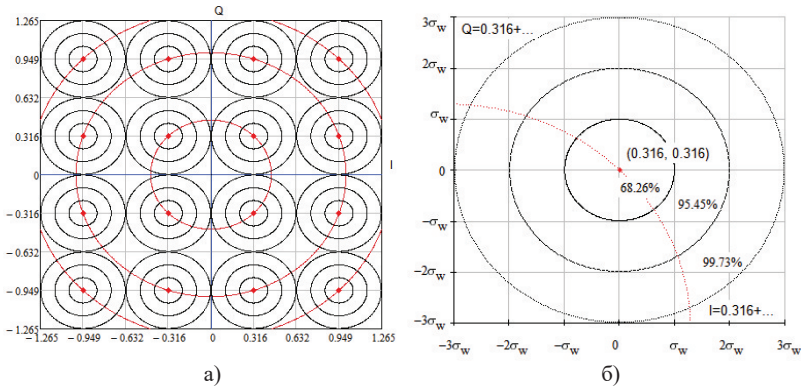 Q
1.265
0.949
0.632
0.316
0
−0.316
−0.632
−0.949
−1.265
I
−1.265 −0.949 −0.632 −0.316 0 0.316 0.632 0.949 1.265
а)
Q=0.316+...
3σw
2σw
σw
0
−σw
−2σw
−3σw
(0.316, 0.316)
68.26%
95.45%
99.73%
I=0.316+...
−3σw −2σw −σw 0 σw 2σw 3σw
б)